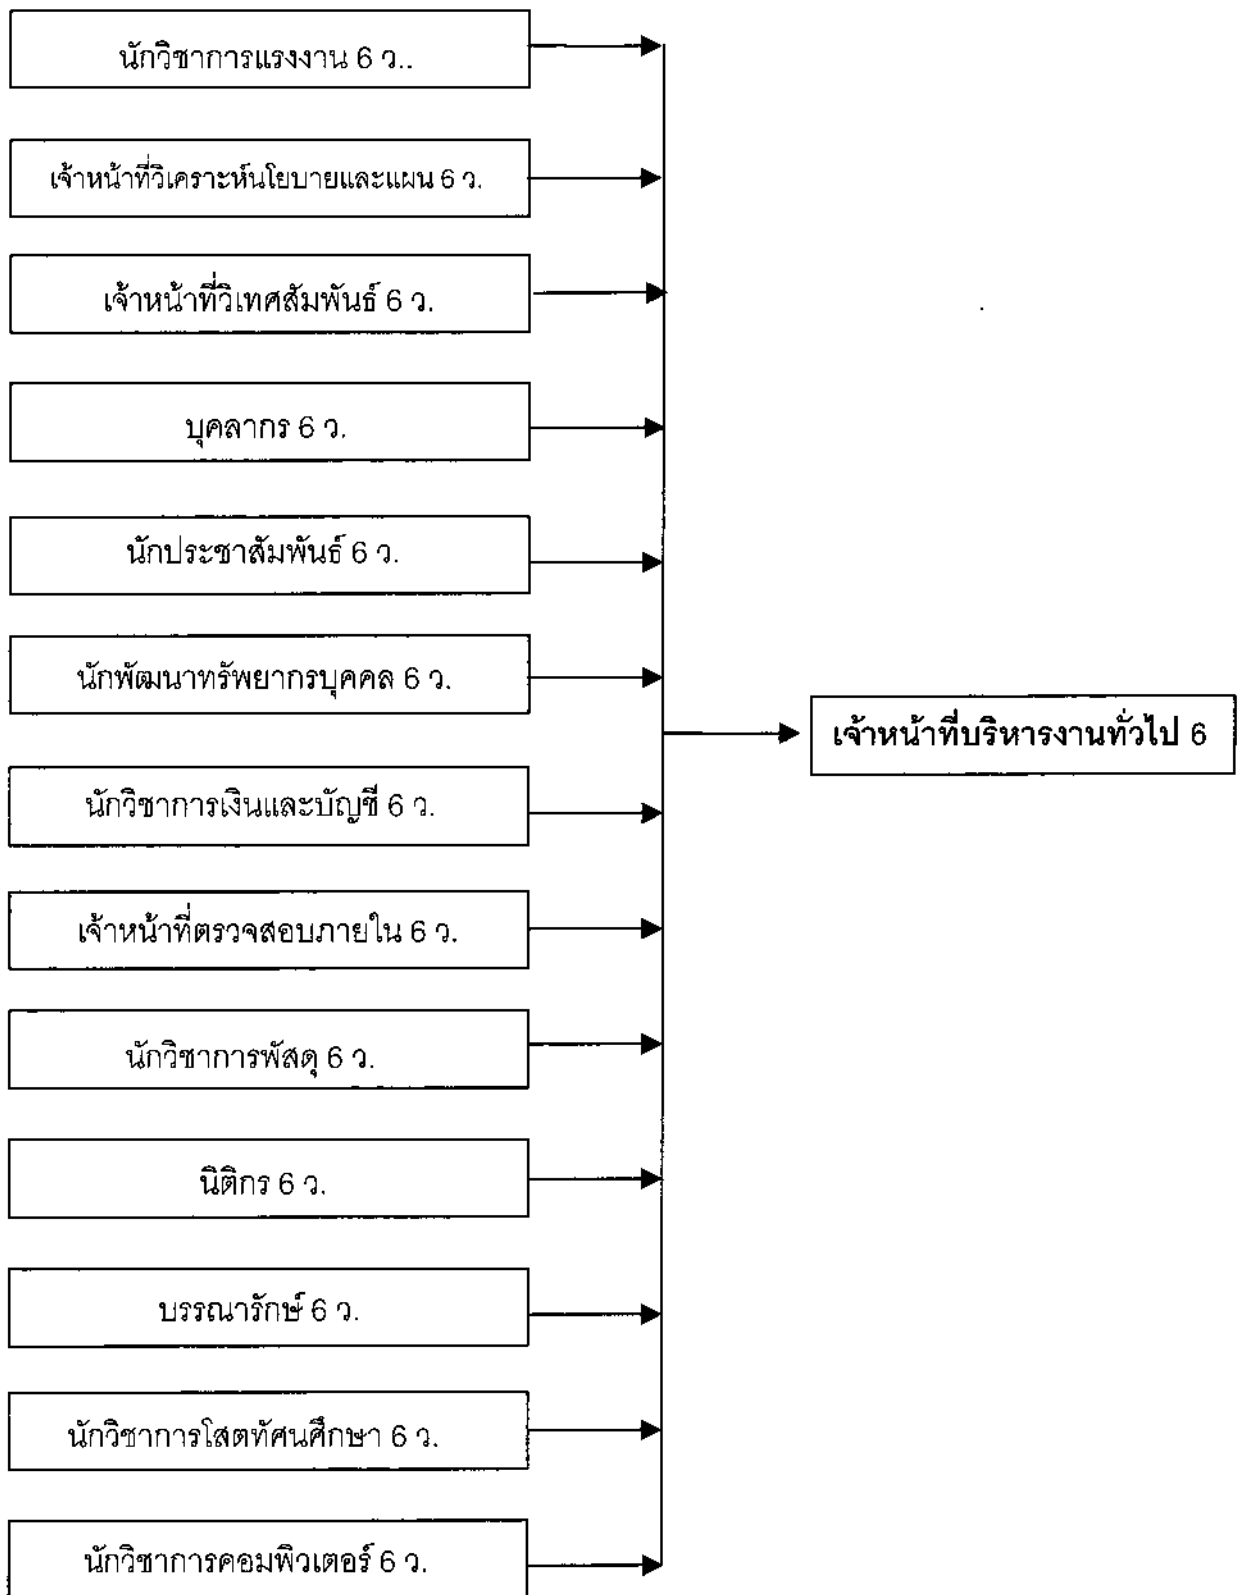 นักวิชาการแรงงาน 6 ว..
เจ้าหน้าที่วิเคราะห์นโยบายและแผน 6 ว.
เจ้าหน้าที่วิเทศสัมพันธ์ 6 ว.
บุคลากร 6 ว.
นักประชาสัมพันธ์ 6 ว.
นักพัฒนาทรัพยากรบุคคล 6 ว.
เจ้าหน้าที่บริหารงานทั่วไป 6
นักวิชาการเงินและบัญชี 6 ว.
เจ้าหน้าที่ตรวจสอบภายใน 6 ว.
นักวิชาการพัสดุ 6 ว.
นิติกร 6 ว.
บรรณารักษ์ 6 ว.
นักวิชาการโสตทัศนศึกษา 6 ว.
นักวิชาการคอมพิวเตอร์ 6 ว.